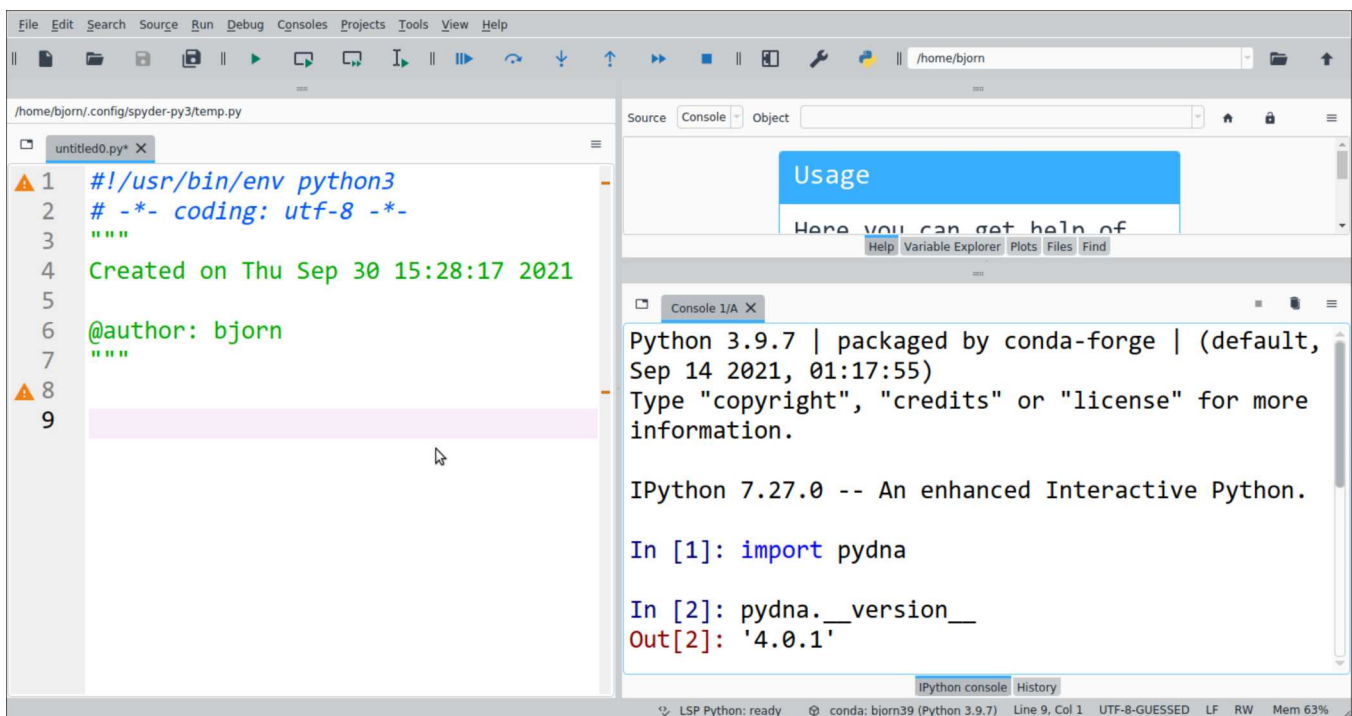 File Edit Search Source Run Debug Consoles Projects Tools View Help
/home/bjorn
/home/bjorn/.config/spyder-py3/temp.py
untitled0.py*
1 #!/usr/bin/env python3
2 # -*- coding: utf-8 -*-
3 """
4 Created on Thu Sep 30 15:28:17 2021
5
6 @author: bjorn
7 """
8
9
Source Console Object
Usage
Here you can get help of
Help Variable Explorer Plots Files Find
Console 1/A
Python 3.9.7 | packaged by conda-forge | (default,
Sep 14 2021, 01:17:55)
Type "copyright", "credits" or "license" for more
information.
IPython 7.27.0 -- An enhanced Interactive Python.
In [1]: import pydna
In [2]: pydna.__version__
Out[2]: '4.0.1'
IPython console History
LSP Python: ready conda: bjorn39 (Python 3.9.7) Line 9, Col 1 UTF-8-GUESSED LF RW Mem 63%